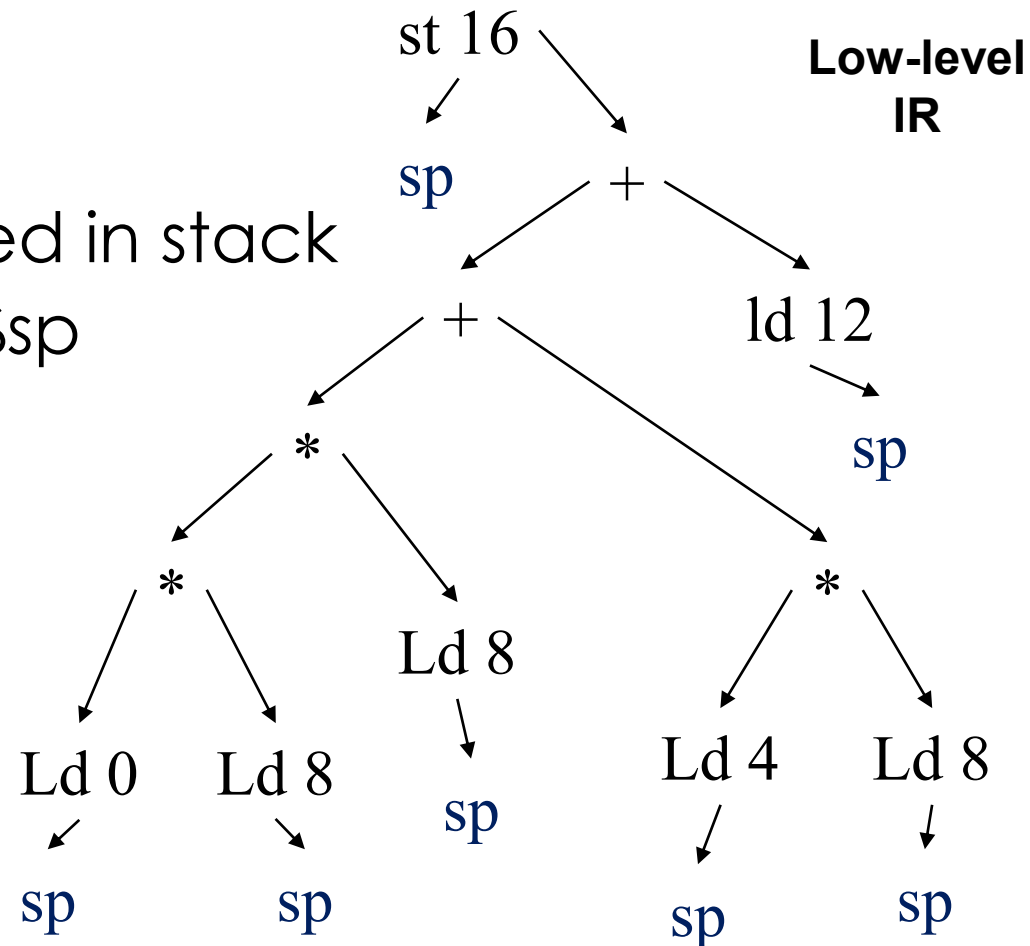 st 16
Low-level
IR
sp
+
ed in stack
+
ld 12
$sp
*
sp
*
*
Ld 8
Ld 0
Ld 8
Ld 4
Ld 8
sp
sp
sp
sp
sp